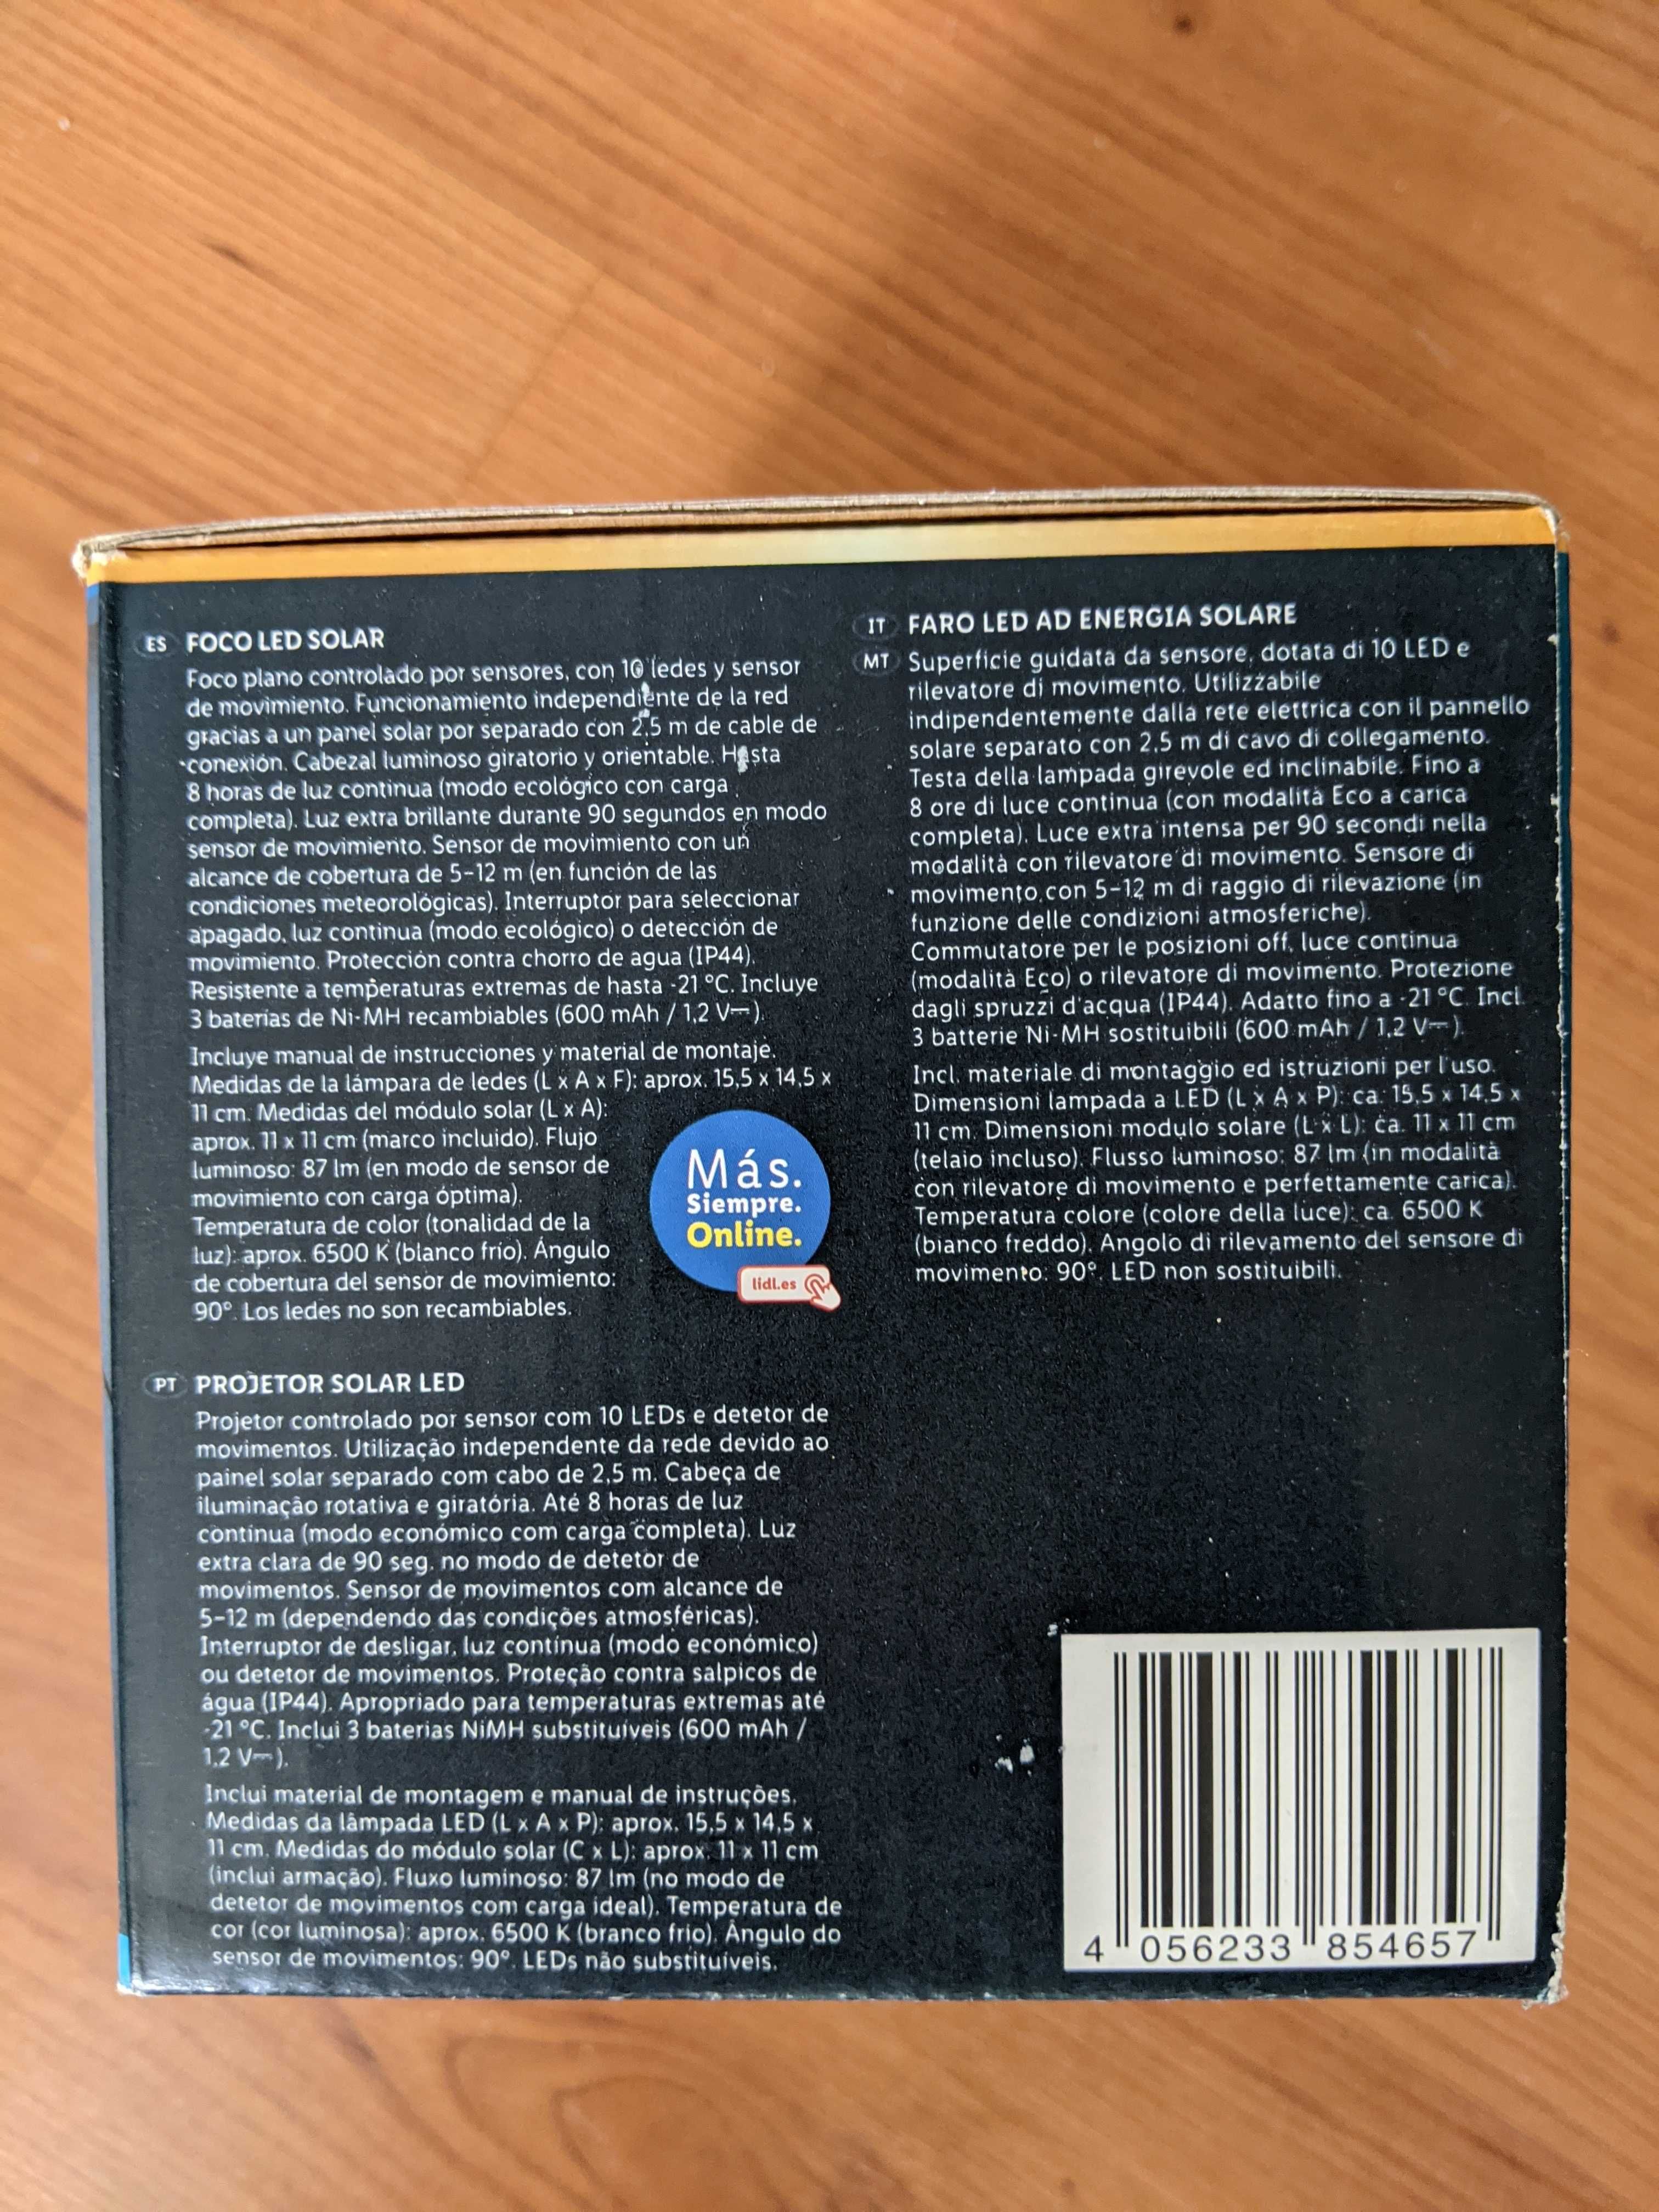 ES FOCO LED SOLAR
Foco plano controlado por sensores, con 10 ledes y sensor
de movimiento. Funcionamiento independiente de la red
gracias a un panel solar por separado con 2,5 m de cable de
conexión. Cabezal luminoso giratorio y orientable. Hasta
8 horas de luz continua (modo ecológico con carga
completa). Luz extra brillante durante 90 segundos en modo
sensor de movimiento. Sensor de movimiento con un
alcance de cobertura de 5–12 m (en función de las
condiciones meteorológicas). Interruptor para seleccionar
apagado, luz continua (modo ecológico) o detección de
movimiento. Protección contra chorro de agua (IP44).
Resistente a temperaturas extremas de hasta -21 °C. Incluye
3 baterías de Ni-MH recambiables (600 mAh / 1,2 V⎓).
Incluye manual de instrucciones y material de montaje.
Medidas de la lámpara de ledes (L x A x F): aprox. 15,5 x 14,5 x
11 cm. Medidas del módulo solar (L x A):
aprox. 11 x 11 cm (marco incluido). Flujo
luminoso: 87 lm (en modo de sensor de
movimiento con carga óptima).
Temperatura de color (tonalidad de la
luz): aprox. 6500 K (blanco frío). Ángulo
de cobertura del sensor de movimiento:
90°. Los ledes no son recambiables.
Más.
Siempre.
Online.
lidl.es
PT PROJETOR SOLAR LED
Projetor controlado por sensor com 10 LEDs e detetor de
movimentos. Utilização independente da rede devido ao
painel solar separado com cabo de 2,5 m. Cabeça de
iluminação rotativa e giratória. Até 8 horas de luz
contínua (modo económico com carga completa). Luz
extra clara de 90 seg. no modo de detetor de
movimentos. Sensor de movimentos com alcance de
5–12 m (dependendo das condições atmosféricas).
Interruptor de desligar, luz contínua (modo económico)
ou detetor de movimentos. Proteção contra salpicos de
água (IP44). Apropriado para temperaturas extremas até
-21 °C. Inclui 3 baterias NiMH substituíveis (600 mAh /
1,2 V⎓).
Inclui material de montagem e manual de instruções.
Medidas da lâmpada LED (L x A x P): aprox. 15,5 x 14,5 x
11 cm. Medidas do módulo solar (C x L): aprox. 11 x 11 cm
(inclui armação). Fluxo luminoso: 87 lm (no modo de
detetor de movimentos com carga ideal). Temperatura de
cor (cor luminosa): aprox. 6500 K (branco frio). Ângulo do
sensor de movimentos: 90°. LEDs não substituíveis.
IT FARO LED AD ENERGIA SOLARE
MT Superficie guidata da sensore, dotata di 10 LED e
rilevatore di movimento. Utilizzabile
indipendentemente dalla rete elettrica con il pannello
solare separato con 2,5 m di cavo di collegamento.
Testa della lampada girevole ed inclinabile. Fino a
8 ore di luce continua (con modalità Eco a carica
completa). Luce extra intensa per 90 secondi nella
modalità con rilevatore di movimento. Sensore di
movimento con 5–12 m di raggio di rilevazione (in
funzione delle condizioni atmosferiche).
Commutatore per le posizioni off, luce continua
(modalità Eco) o rilevatore di movimento. Protezione
dagli spruzzi d'acqua (IP44). Adatto fino a -21 °C. Incl.
3 batterie Ni-MH sostituibili (600 mAh / 1,2 V⎓).
Incl. materiale di montaggio ed istruzioni per l'uso.
Dimensioni lampada a LED (L x A x P): ca. 15,5 x 14,5 x
11 cm. Dimensioni modulo solare (L x L): ca. 11 x 11 cm
(telaio incluso). Flusso luminoso: 87 lm (in modalità
con rilevatore di movimento e perfettamente carica).
Temperatura colore (colore della luce): ca. 6500 K
(bianco freddo). Angolo di rilevamento del sensore di
movimento: 90°. LED non sostituibili.
4 056233 854657